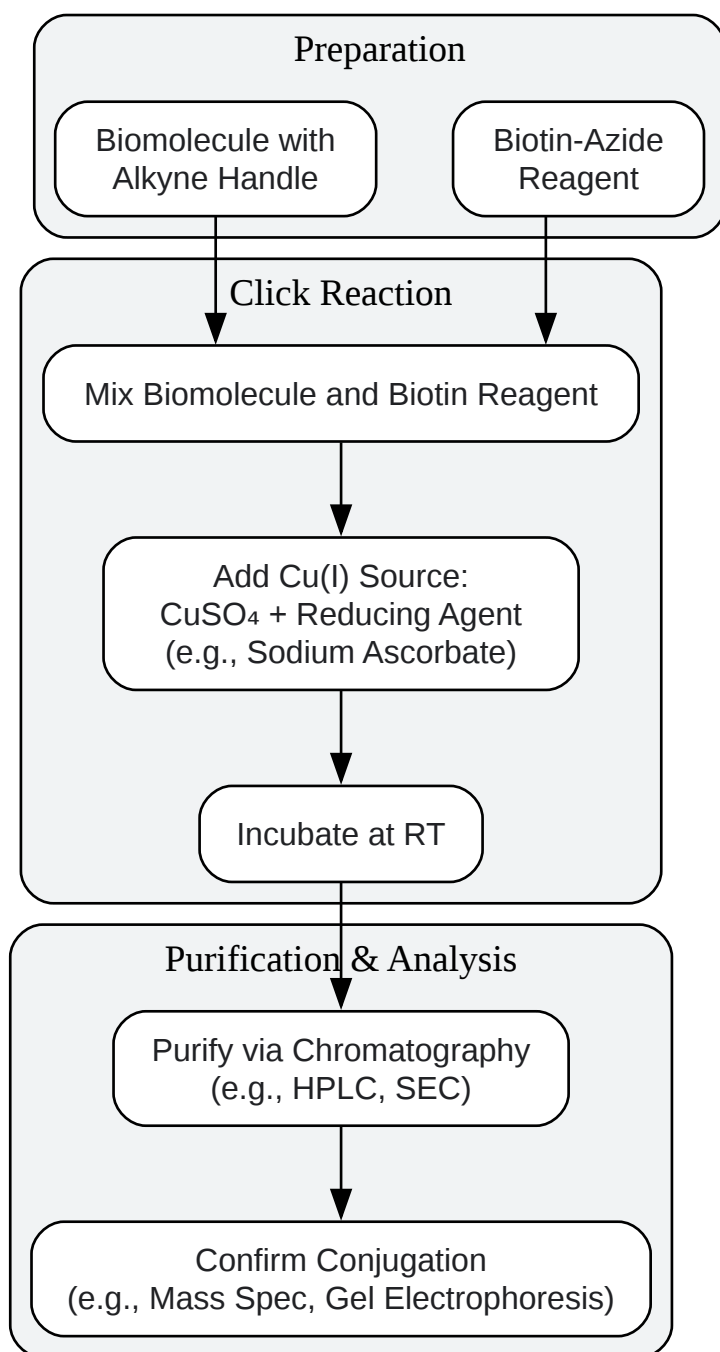 Preparation
Biomolecule with
Alkyne Handle
Biotin-Azide
Reagent
Click Reaction
Mix Biomolecule and Biotin Reagent
Add Cu(I) Source:
CuSO₄ + Reducing Agent
(e.g., Sodium Ascorbate)
Incubate at RT
Purification & Analysis
Purify via Chromatography
(e.g., HPLC, SEC)
Confirm Conjugation
(e.g., Mass Spec, Gel Electrophoresis)